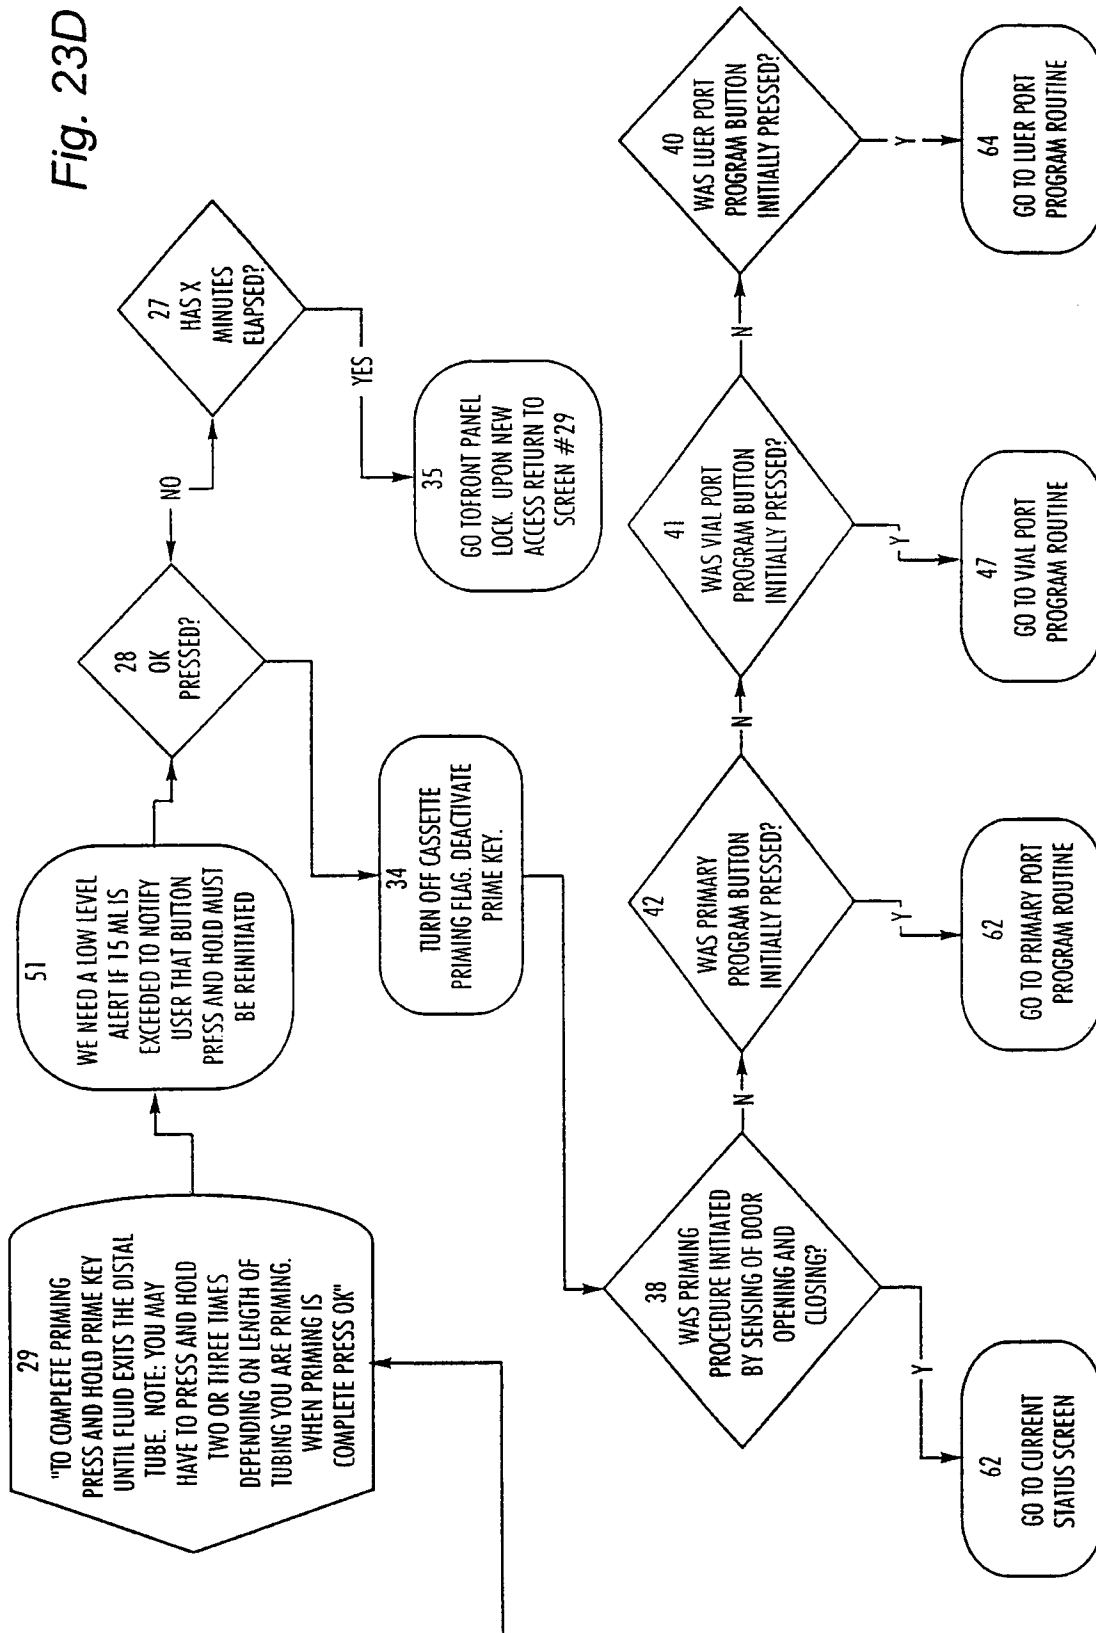 Fig. 23D
29
"TO COMPLETE PRIMING
PRESS AND HOLD PRIME KEY
UNTIL FLUID EXITS THE DISTAL
TUBE. NOTE: YOU MAY
HAVE TO PRESS AND HOLD
TWO OR THREE TIMES
DEPENDING ON LENGTH OF
TUBING YOU ARE PRIMING.
WHEN PRIMING IS
COMPLETE PRESS OK"
51
WE NEED A LOW LEVEL
ALERT IF 15 ML IS
EXCEEDED TO NOTIFY
USER THAT BUTTON
PRESS AND HOLD MUST
BE REINITIATED
28
OK
PRESSED?
NO
27
HAS X
MINUTES
ELAPSED?
YES
35
GO TOFRONT PANEL
LOCK. UPON NEW
ACCESS RETURN TO
SCREEN #29
34
TURN OFF CASSETTE
PRIMING FLAG. DEACTIVATE
PRIME KEY.
38
WAS PRIMING
PROCEDURE INITIATED
BY SENSING OF DOOR
OPENING AND
CLOSING?
N
42
WAS PRIMARY
PROGRAM BUTTON
INITIALLY PRESSED?
N
41
WAS VIAL PORT
PROGRAM BUTTON
INITIALLY PRESSED?
N
40
WAS LUER PORT
PROGRAM BUTTON
INITIALLY PRESSED?
Y
Y
Y
Y
62
GO TO CURRENT
STATUS SCREEN
62
GO TO PRIMARY PORT
PROGRAM ROUTINE
47
GO TO VIAL PORT
PROGRAM ROUTINE
64
GO TO LUER PORT
PROGRAM ROUTINE